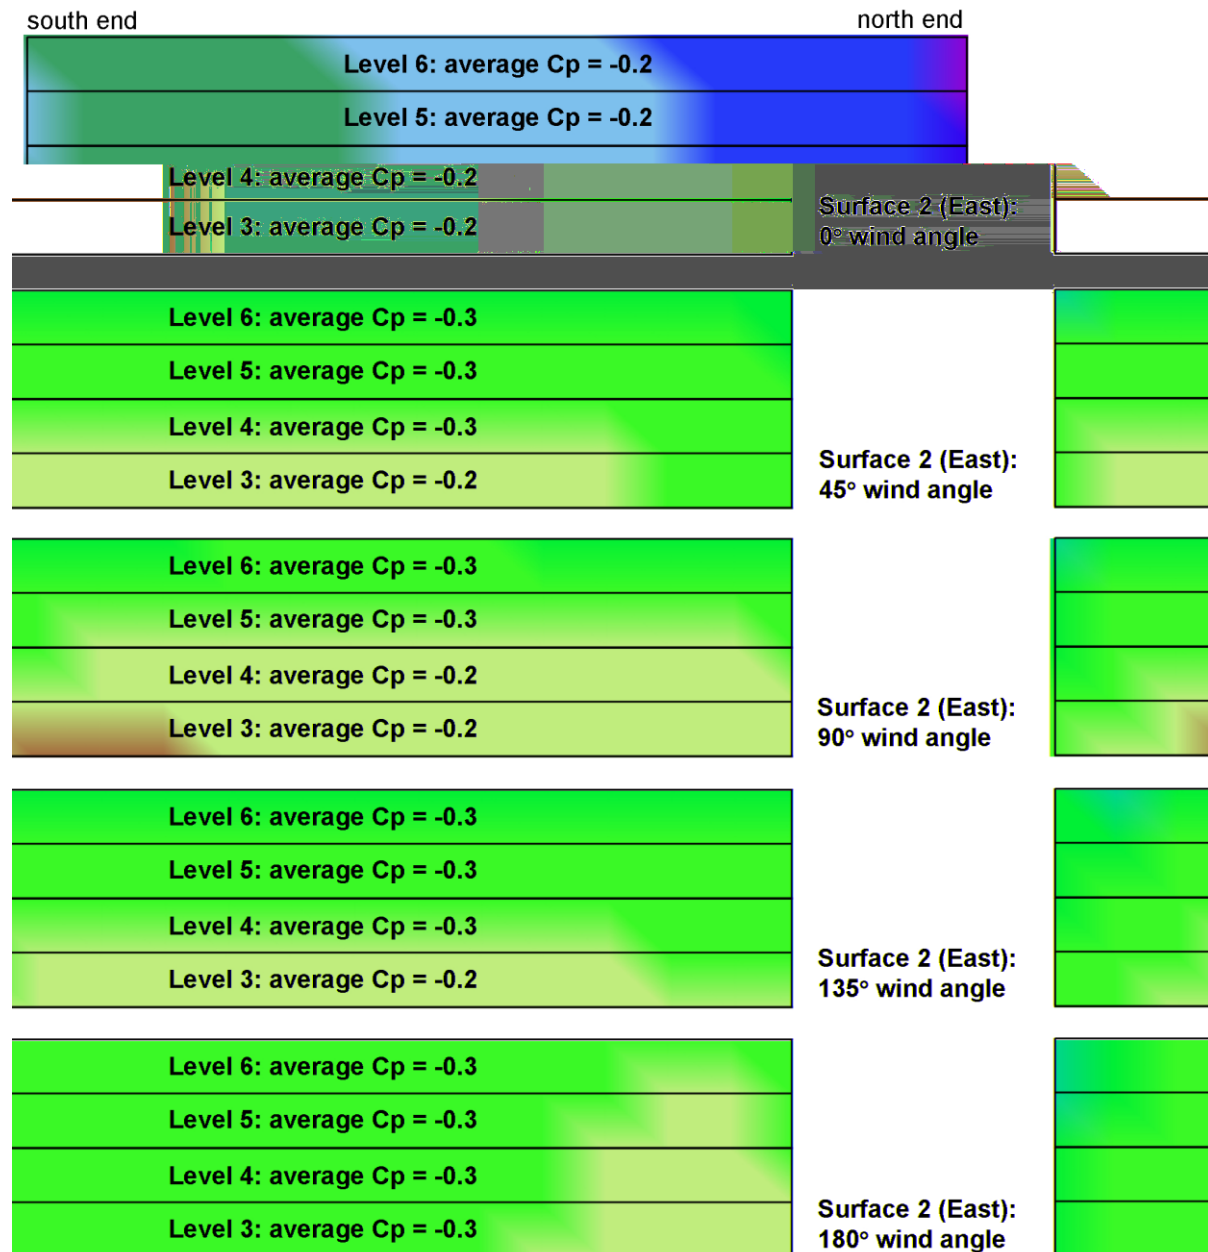 south end
north end
Level 6: average Cp = -0.2
Level 5: average Cp = -0.2
Level 4: average Cp = -0.2
Level 3: average Cp = -0.2
Surface 2 (East):
0° wind angle
Level 6: average Cp = -0.3
Level 5: average Cp = -0.3
Level 4: average Cp = -0.3
Level 3: average Cp = -0.2
Surface 2 (East):
45° wind angle
Level 6: average Cp = -0.3
Level 5: average Cp = -0.3
Level 4: average Cp = -0.2
Level 3: average Cp = -0.2
Surface 2 (East):
90° wind angle
Level 6: average Cp = -0.3
Level 5: average Cp = -0.3
Level 4: average Cp = -0.3
Level 3: average Cp = -0.2
Surface 2 (East):
135° wind angle
Level 6: average Cp = -0.3
Level 5: average Cp = -0.3
Level 4: average Cp = -0.3
Level 3: average Cp = -0.3
Surface 2 (East):
180° wind angle